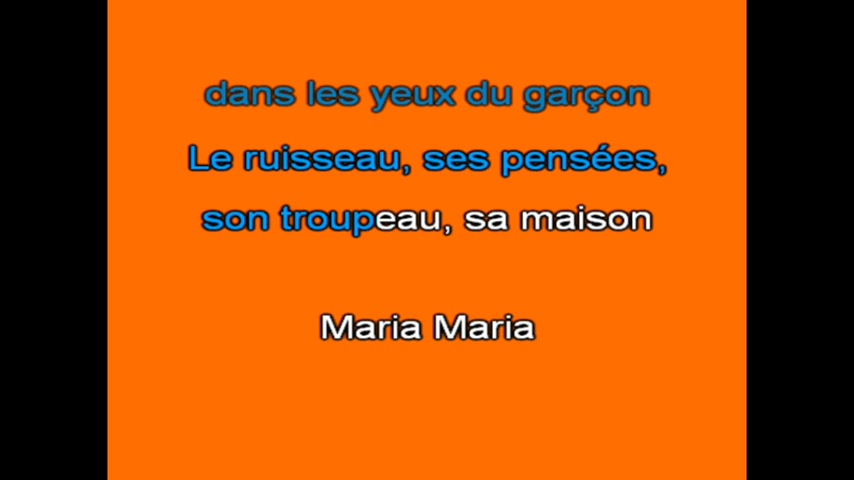 dans les yeux du garçon
Le ruisseau, ses pensées,
son troupeau, sa maison
Maria Maria